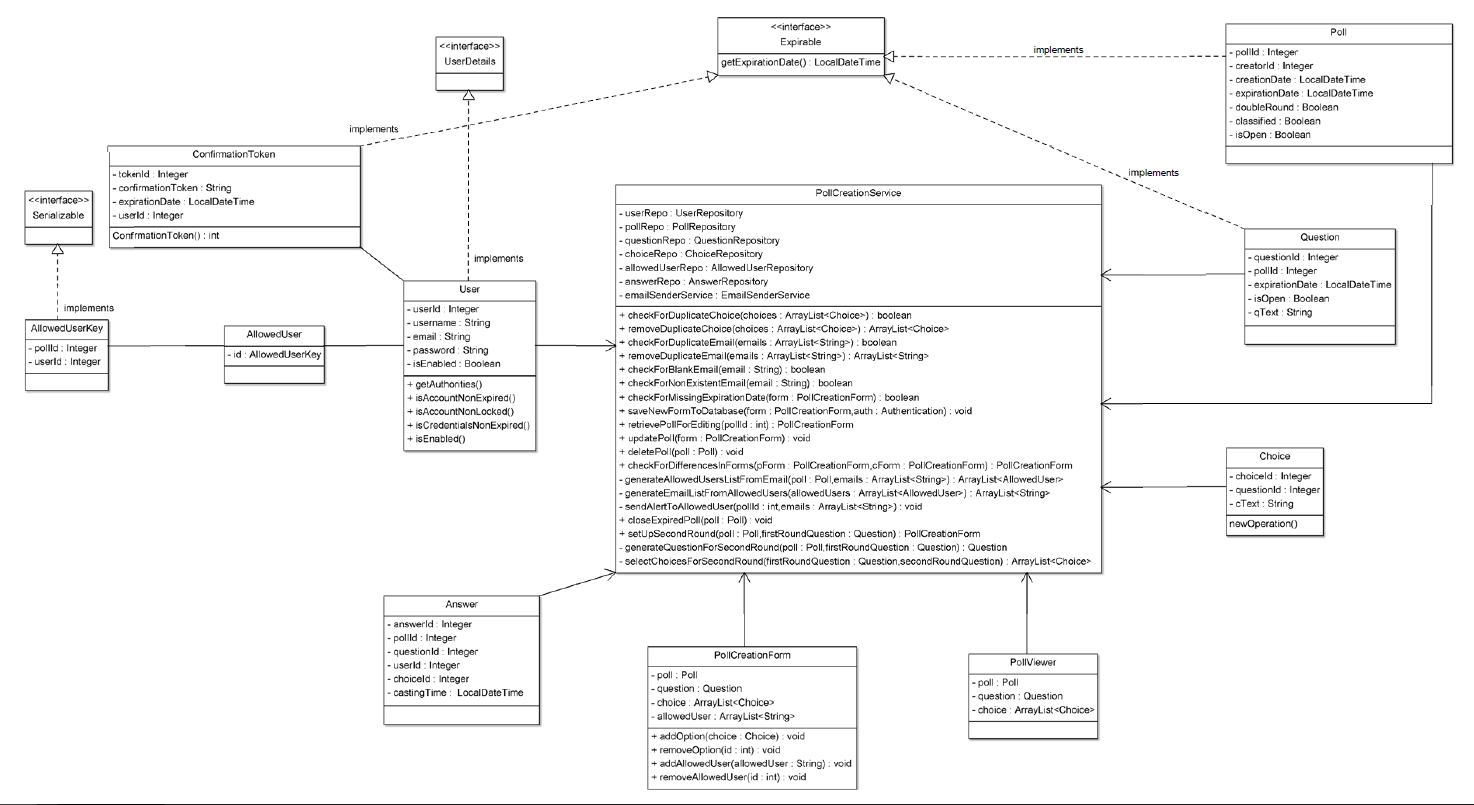 <<interface>>
Expirable
getExpirationDate() : LocalDateTime
<<interface>>
UserDetails
Poll
- pollId : Integer
- creatorId : Integer
- creationDate : LocalDateTime
- expirationDate : LocalDateTime
- doubleRound : Boolean
- classified : Boolean
- isOpen : Boolean
implements
implements
implements
ConfirmationToken
- tokenId : Integer
- confirmationToken : String
- expirationDate : LocalDateTime
- userId : Integer
ConfrmationToken() : int
<<interface>>
Serializable
implements
implements
AllowedUserKey
- pollId : Integer
- userId : Integer
AllowedUser
- id : AllowedUserKey
User
- userId : Integer
- username : String
- email : String
- password : String
- isEnabled : Boolean
+ getAuthorities()
+ isAccountNonExpired()
+ isAccountNonLocked()
+ isCredentialsNonExpired()
+ isEnabled()
PollCreationService
- userRepo : UserRepository
- pollRepo : PollRepository
- questionRepo : QuestionRepository
- choiceRepo : ChoiceRepository
- allowedUserRepo : AllowedUserRepository
- answerRepo : AnswerRepository
- emailSenderService : EmailSenderService
+ checkForDuplicateChoice(choices : ArrayList<Choice>) : boolean
+ removeDuplicateChoice(choices : ArrayList<Choice>) : ArrayList<Choice>
+ checkForDuplicateEmail(emails : ArrayList<String>) : boolean
+ removeDuplicateEmail(emails : ArrayList<String>) : ArrayList<String>
+ checkForBlankEmail(email : String) : boolean
+ checkForNonExistentEmail(email : String) : boolean
+ checkForMissingExpirationDate(form : PollCreationForm) : boolean
+ saveNewFormToDatabase(form : PollCreationForm,auth : Authentication) : void
+ retrievePollForEditing(pollId : int) : PollCreationForm
+ updatePoll(form : PollCreationForm) : void
+ deletePoll(poll : Poll) : void
+ checkForDifferencesInForms(pForm : PollCreationForm,cForm : PollCreationForm) : PollCreationForm
- generateAllowedUsersListFromEmail(poll : Poll,emails : ArrayList<String>) : ArrayList<AllowedUser>
- generateEmailListFromAllowedUsers(allowedUsers : ArrayList<AllowedUser>) : ArrayList<String>
- sendAlertToAllowedUser(pollId : int,emails : ArrayList<String>) : void
+ closeExpiredPoll(poll : Poll) : void
+ setUpSecondRound(poll : Poll,firstRoundQuestion : Question) : PollCreationForm
- generateQuestionForSecondRound(poll : Poll,firstRoundQuestion : Question) : Question
- selectChoicesForSecondRound(firstRoundQuestion : Question,secondRoundQuestion) : ArrayList<Choice>
Question
- questionId : Integer
- pollId : Integer
- expirationDate : LocalDateTime
- isOpen : Boolean
- qText : String
Choice
- choiceId : Integer
- questionId : Integer
- cText : String
newOperation()
Answer
- answerId : Integer
- pollId : Integer
- questionId : Integer
- userId : Integer
- choiceId : Integer
- castingTime : LocalDateTime
PollCreationForm
- poll : Poll
- question : Question
- choice : ArrayList<Choice>
- allowedUser : ArrayList<String>
+ addOption(choice : Choice) : void
+ removeOption(id : int) : void
+ addAllowedUser(allowedUser : String) : void
+ removeAllowedUser(id : int) : void
PollViewer
- poll : Poll
- question : Question
- choice : ArrayList<Choice>